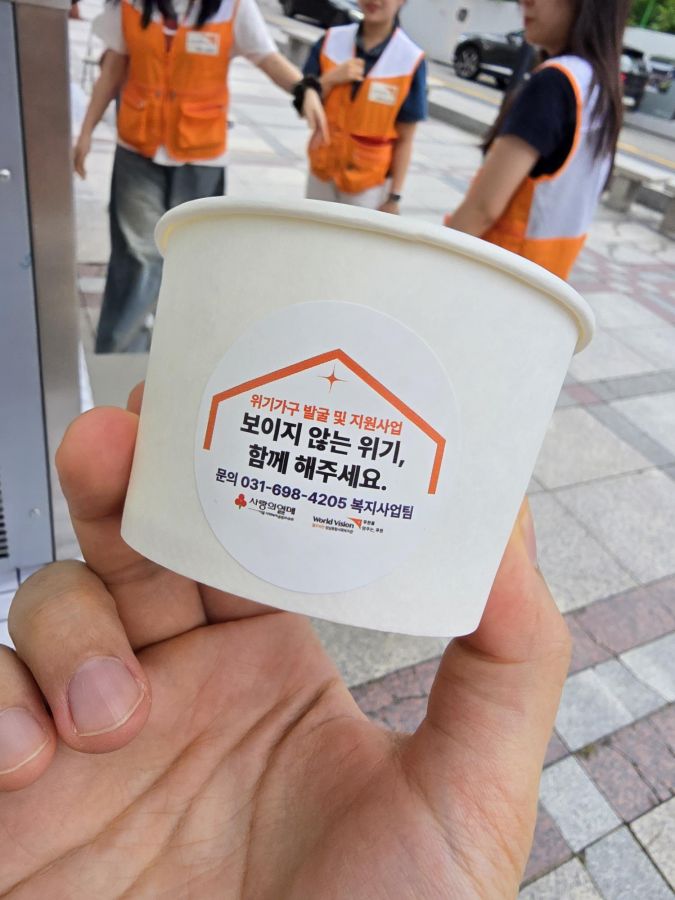 위기가구 발굴 및 지원사업
보이지 않는 위기,
함께 해주세요.
문의 031-698-4205 복지사업팀
사랑의열매
World Vision